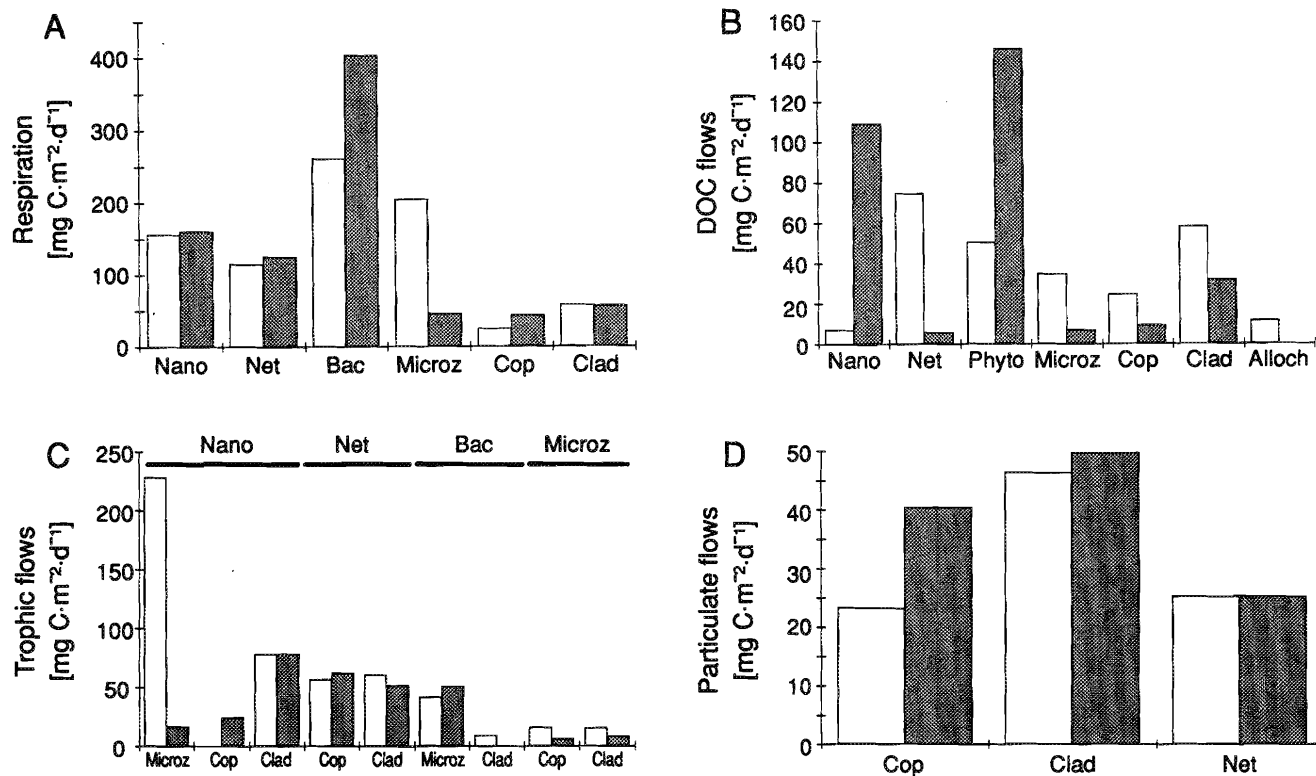 A
Respiration
[mg C·m⁻²·d⁻¹]
400
300
200
100
0
Nano Net Bac Microz Cop Clad
B
DOC flows
[mg C·m⁻²·d⁻¹]
160
140
120
100
80
60
40
20
0
Nano Net Phyto Microz Cop Clad Alloch
C
Trophic flows
[mg C·m⁻²·d⁻¹]
Nano Net Bac Microz
250
200
150
100
50
0
Microz Cop Clad Cop Clad Microz Clad Cop Clad
D
Particulate flows
[mg C·m⁻²·d⁻¹]
50
40
30
20
10
0
Cop Clad Net